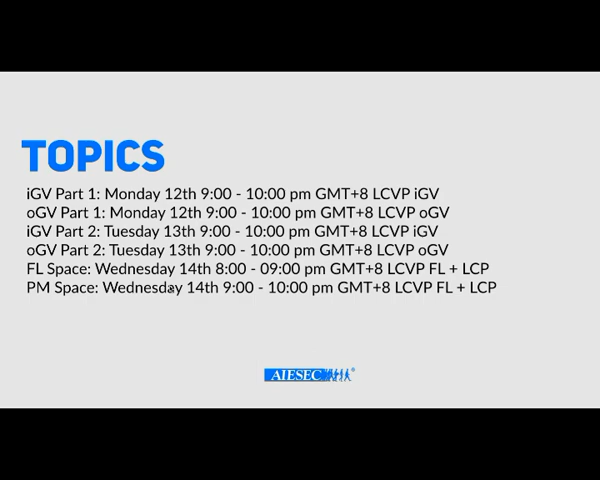 TOPICS
iGV Part 1: Monday 12th 9:00 - 10:00 pm GMT+8 LCVP iGV
oGV Part 1: Monday 12th 9:00 - 10:00 pm GMT+8 LCVP oGV
iGV Part 2: Tuesday 13th 9:00 - 10:00 pm GMT+8 LCVP iGV
oGV Part 2: Tuesday 13th 9:00 - 10:00 pm GMT+8 LCVP oGV
FL Space: Wednesday 14th 8:00 - 09:00 pm GMT+8 LCVP FL + LCP
PM Space: Wednesday 14th 9:00 - 10:00 pm GMT+8 LCVP FL + LCP
AIESEC